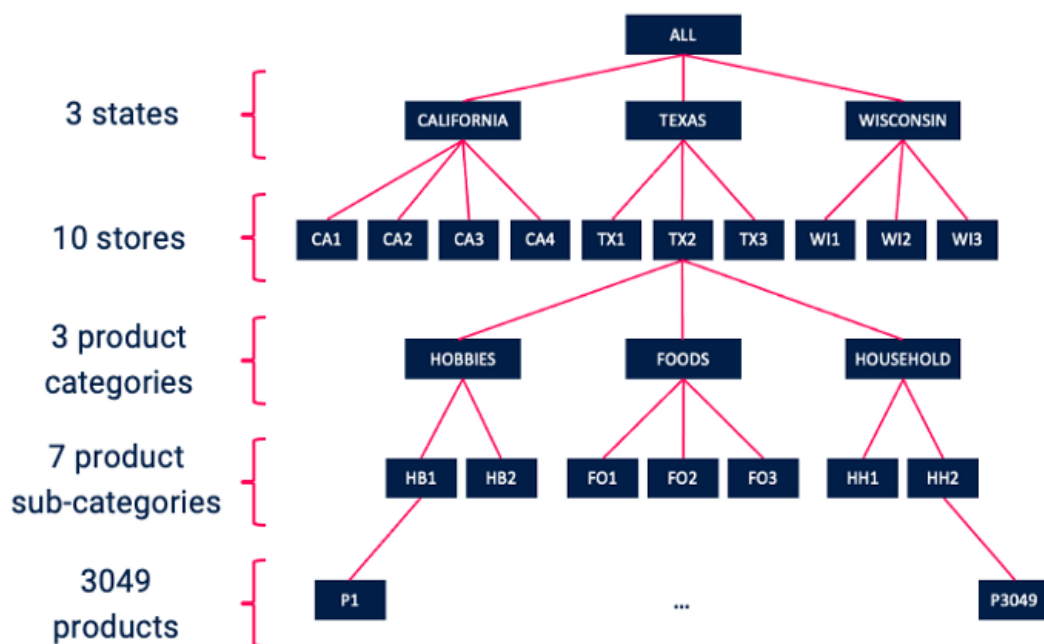 ALL
3 states
CALIFORNIA
TEXAS
WISCONSIN
10 stores
CA1
CA2
CA3
CA4
TX1
TX2
TX3
WI1
WI2
WI3
3 product
categories
HOBBIES
FOODS
HOUSEHOLD
7 product
sub-categories
HB1
HB2
FO1
FO2
FO3
HH1
HH2
3049
products
P1
...
P3049